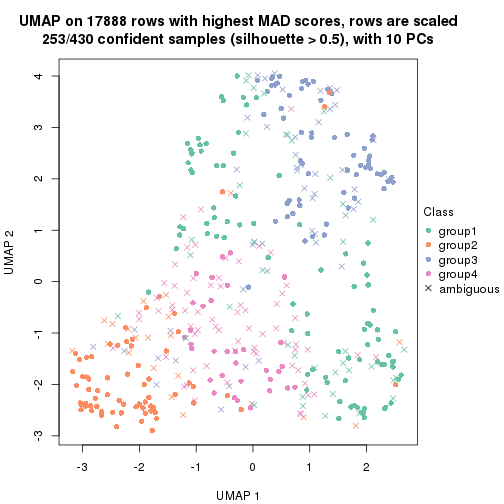 UMAP on 17888 rows with highest MAD scores, rows are scaled
253/430 confident samples (silhouette > 0.5), with 10 PCs
4
3
2
1
0
-1
-2
-3
UMAP 2
-3
-2
-1
0
1
2
UMAP 1
Class
group1
group2
group3
group4
ambiguous